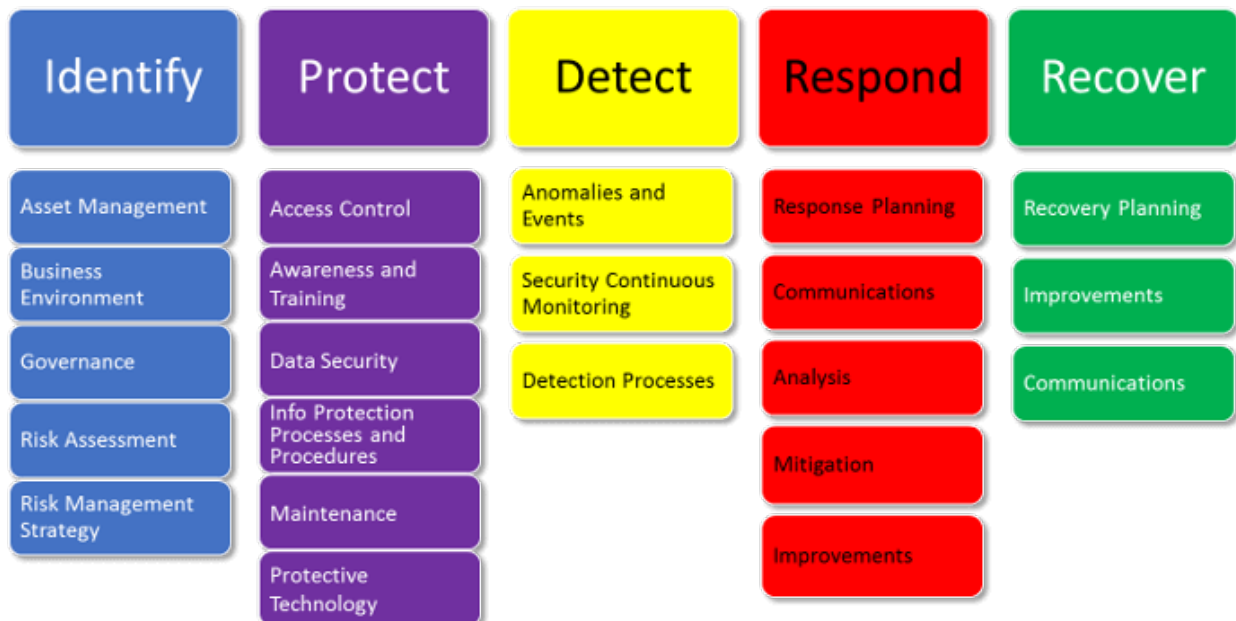 Identify
Protect
Detect
Respond
Recover
Asset Management
Business
Environment
Governance
Risk Assessment
Risk Management
Strategy
Access Control
Awareness and
Training
Data Security
Info Protection
Processes and
Procedures
Maintenance
Protective
Technology
Anomalies and
Events
Security Continuous
Monitoring
Detection Processes
Response Planning
Communications
Analysis
Mitigation
Improvements
Recovery Planning
Improvements
Communications